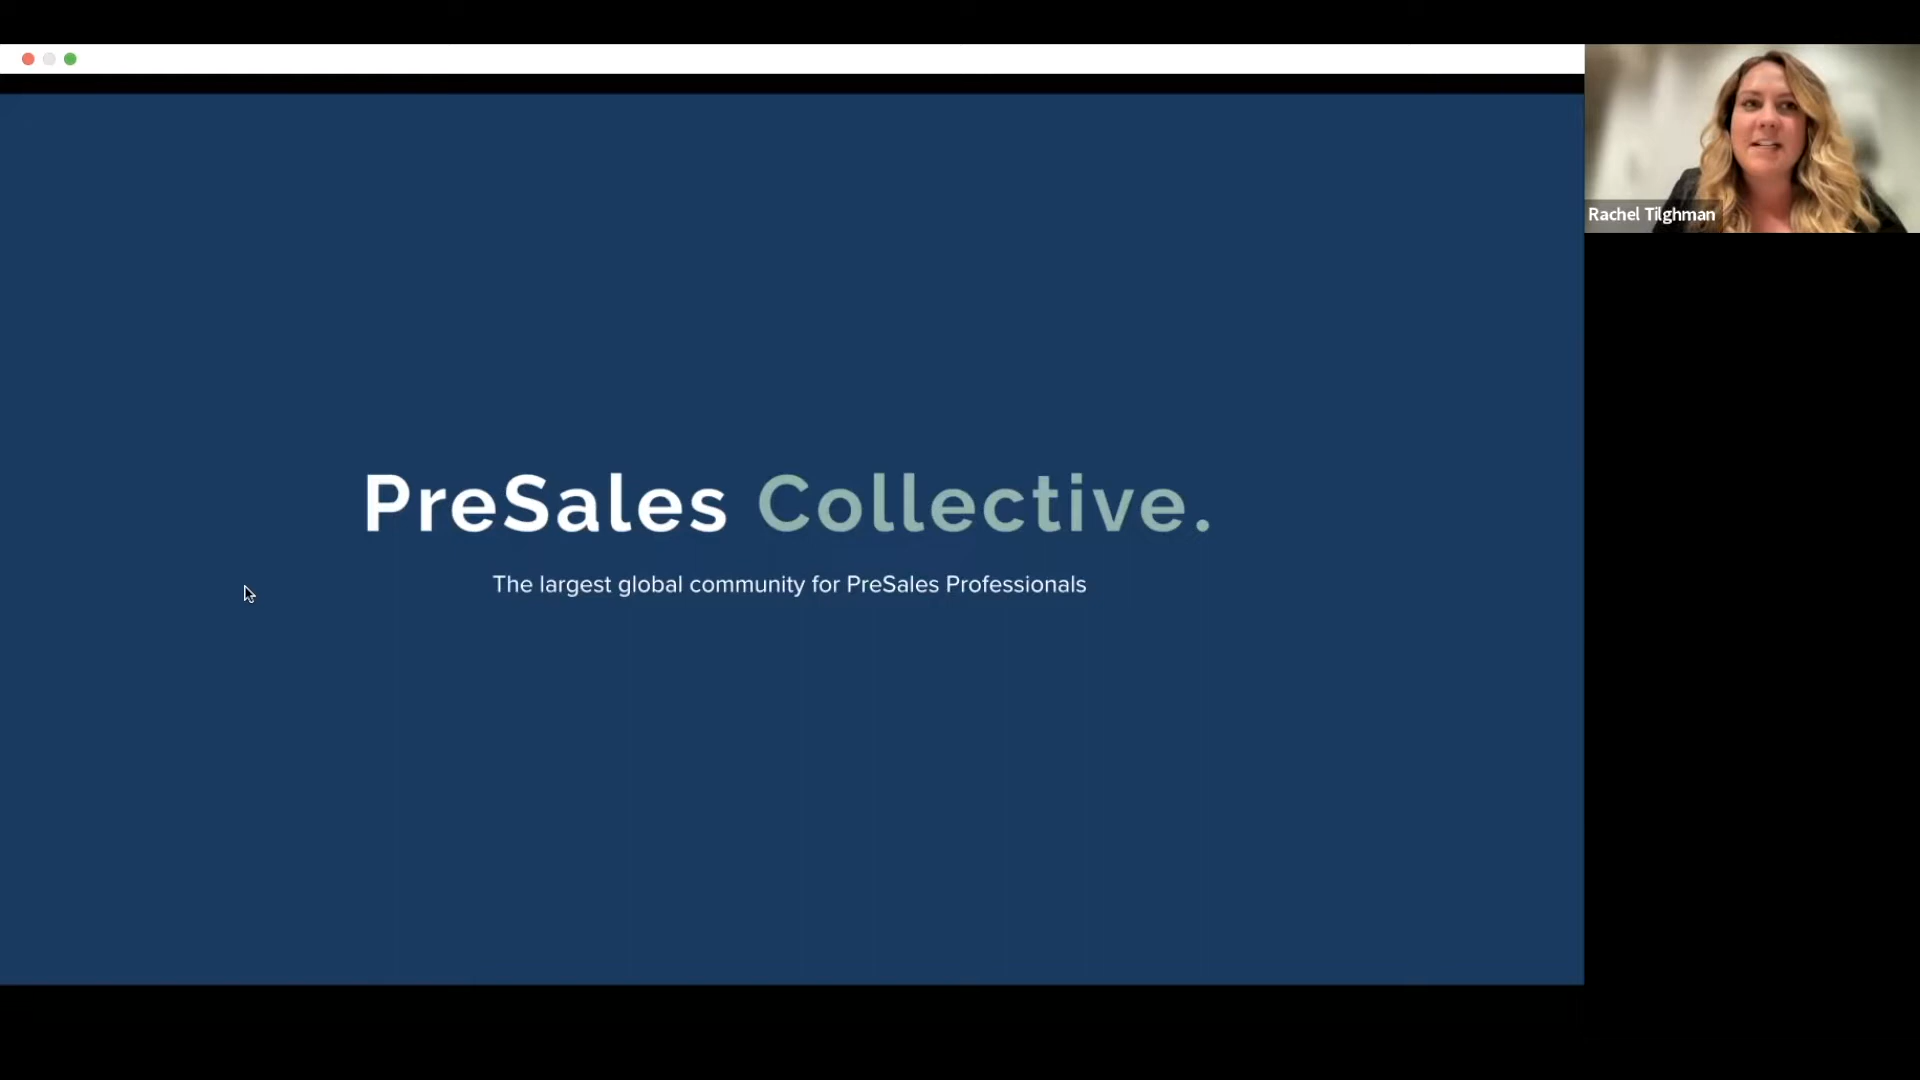 Rachel Tilghman
PreSales Collective.
The largest global community for PreSales Professionals